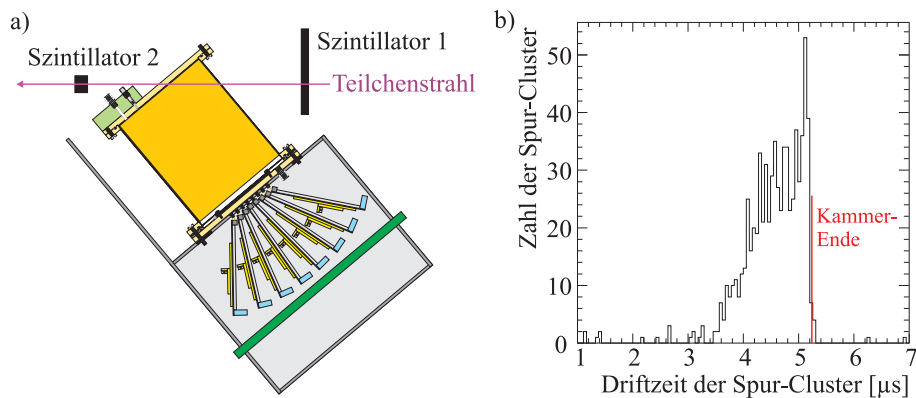 a)
Szintillator 1
Szintillator 2
Teilchenstrahl
b)
Zahl der Spur-Cluster
50
40
30
20
10
0
Kammer-
Ende
1 2 3 4 5 6 7
Driftzeit der Spur-Cluster [µs]